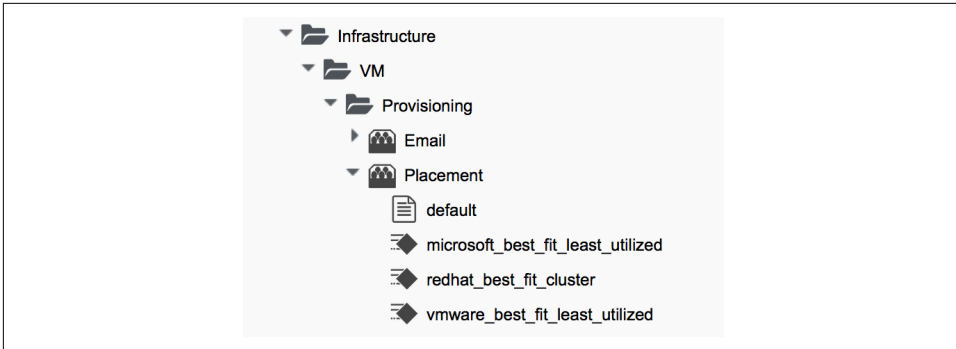 Infrastructure
VM
Provisioning
Email
Placement
default
microsoft_best_fit_least_utilized
redhat_best_fit_cluster
vmware_best_fit_least_utilized